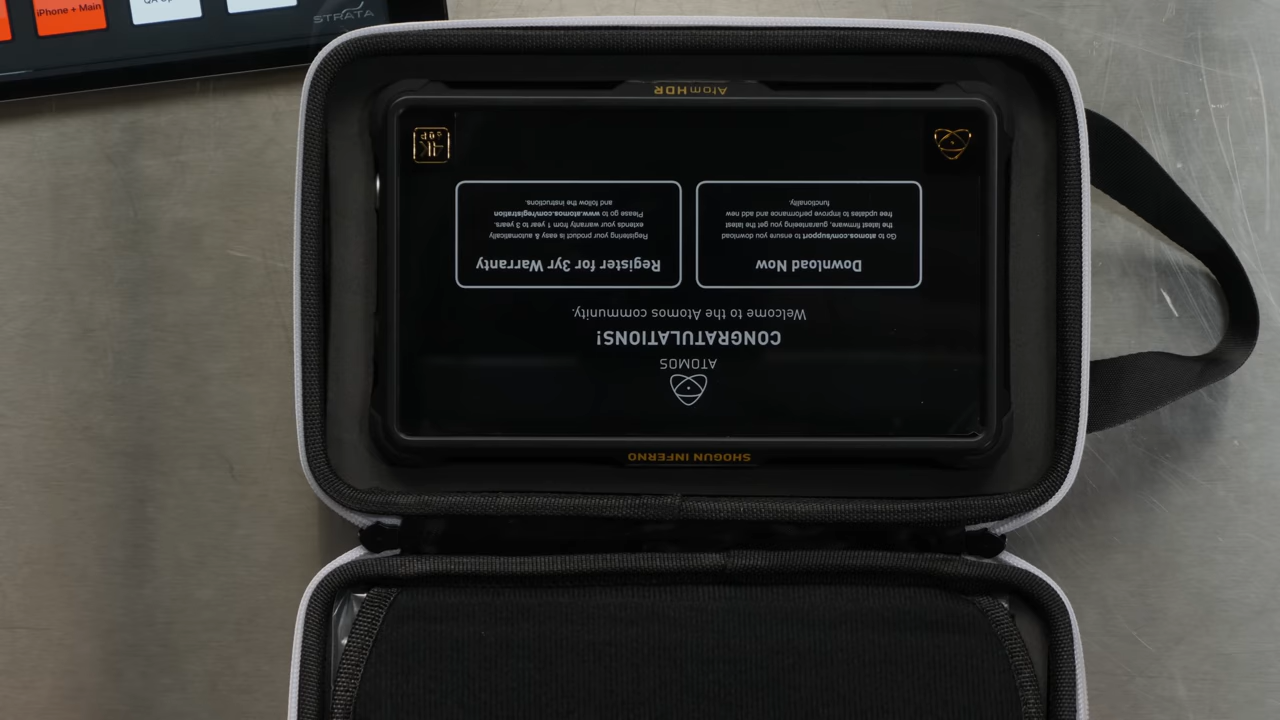 iPhone + Main
STRATA
SHOGUN INFERNO
ATOMOS
CONGRATULATIONS!
Welcome to the Atomos community.
Download Now
Go to atomos.com/support to ensure you download
the latest firmware, guaranteeing you get the latest
free updates to improve performance and add new
functionality.
Register for 3yr Warranty
Registering your product is easy & automatically
extends your warranty from 1 year to 3 years.
Please go to www.atomos.com/registration
and follow the instructions.
4K
60P
AtomHDR